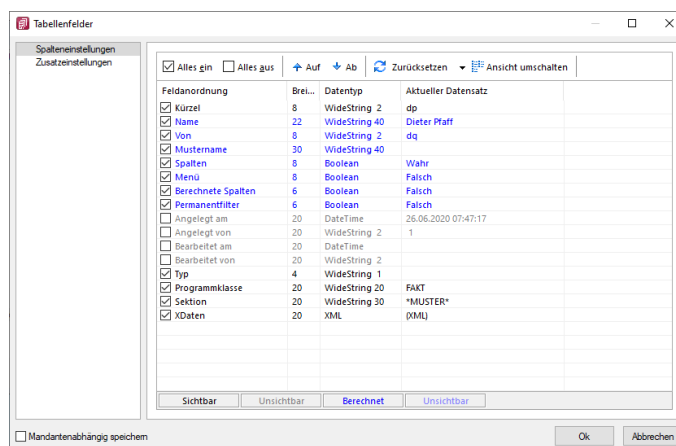 Tabellenfelder
Spalteneinstellungen
Zusatzeinstellungen
Alles ein Alles aus Auf Ab Zurücksetzen Ansicht umschalten
Feldanordnung Brei... Datentyp Aktueller Datensatz
Kürzel 8 WideString 2 dp
Name 22 WideString 40 Dieter Pfaff
Von 8 WideString 2 dq
Mustername 30 WideString 40
Spalten 8 Boolean Wahr
Menü 8 Boolean Falsch
Berechnete Spalten 6 Boolean Falsch
Permanentfilter 6 Boolean Falsch
Angelegt am 20 DateTime 26.06.2020 07:47:17
Angelegt von 20 WideString 2 1
Bearbeitet am 20 DateTime
Bearbeitet von 20 WideString 2
Typ 4 WideString 1
Programmklasse 20 WideString 20 FAKT
Sektion 20 WideString 30 *MUSTER*
XDaten 20 XML (XML)
Sichtbar Unsichtbar Berechnet Unsichtbar
Mandantenabhängig speichern Ok Abbrechen